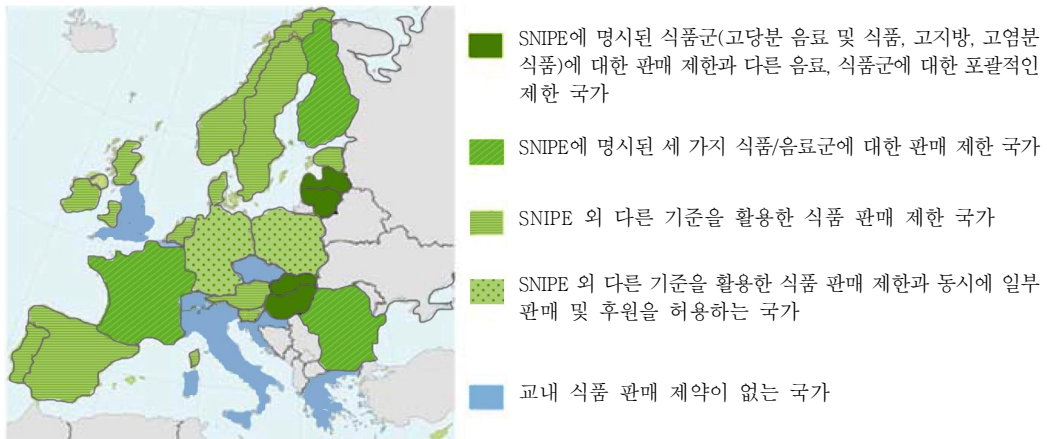 SNIPE에 명시된 식품군(고당분 음료 및 식품, 고지방, 고염분
식품)에 대한 판매 제한과 다른 음료, 식품군에 대한 포괄적인
제한 국가
SNIPE에 명시된 세 가지 식품/음료군에 대한 판매 제한 국가
SNIPE 외 다른 기준을 활용한 식품 판매 제한 국가
SNIPE 외 다른 기준을 활용한 식품 판매 제한과 동시에 일부
판매 및 후원을 허용하는 국가
교내 식품 판매 제약이 없는 국가